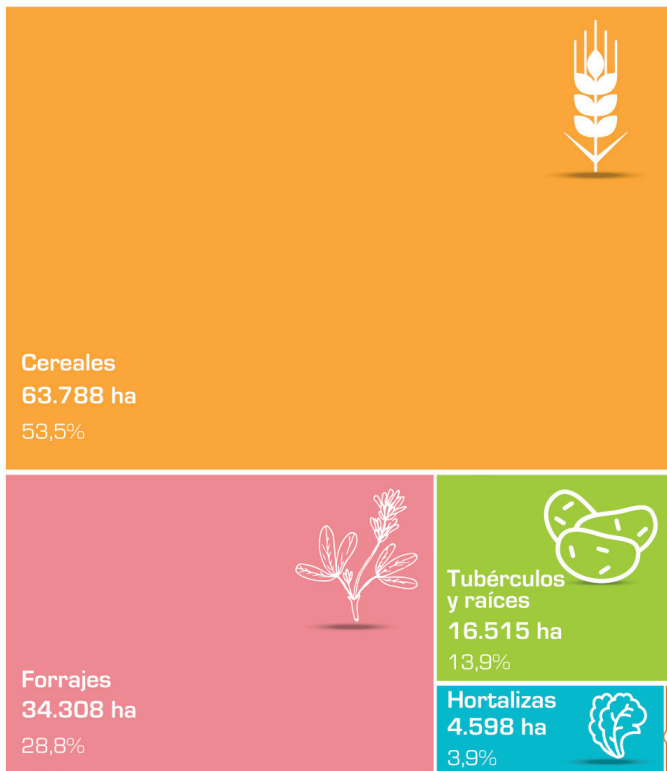 Cereales
63.788 ha
53,5%
Forrajes
34.308 ha
28,8%
Tubérculos
y raíces
16.515 ha
13,9%
Hortalizas
4.598 ha
3,9%